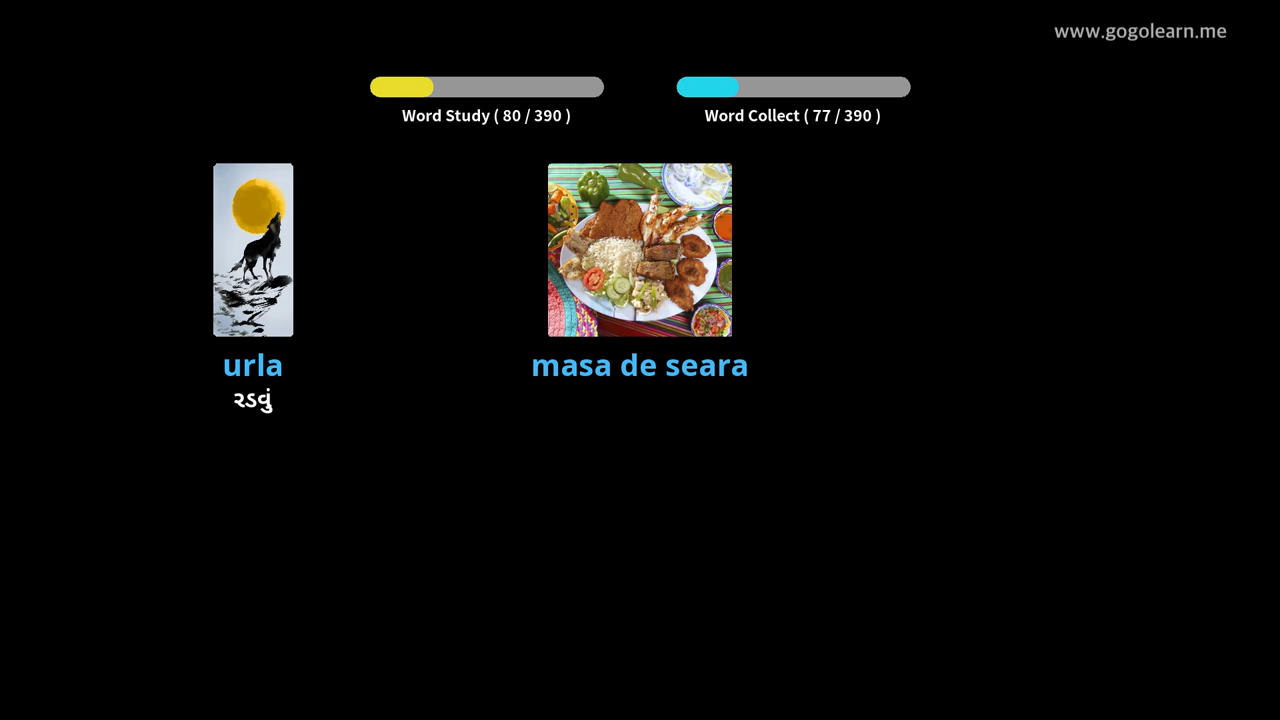 www.gogolearn.me
Word Study ( 80 / 390 )
Word Collect ( 77 / 390 )
urla
રડવું
masa de seara